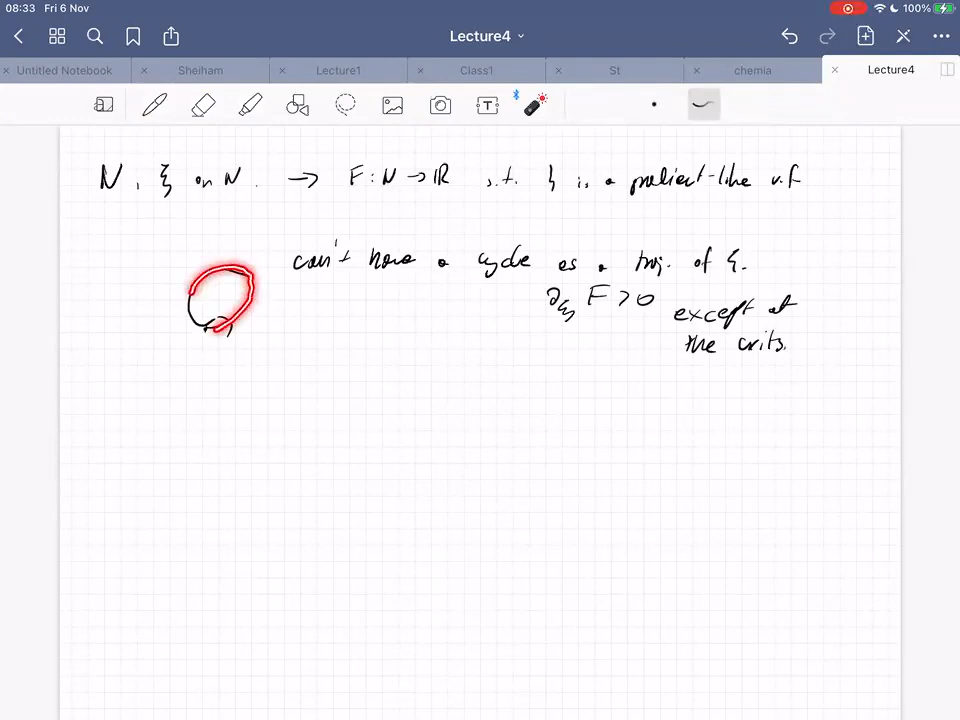 08:33 Fri 6 Nov
100%
Lecture4
Untitled Notebook
Sheiham
Lecture1
Class1
St
chemia
Lecture4
N, ξ on N. → F: N → ℝ s.t. ξ is a gradient-like v.f
can't have a cycle as a traj. of ξ.
∂ξ F > 0 except at
the crits.